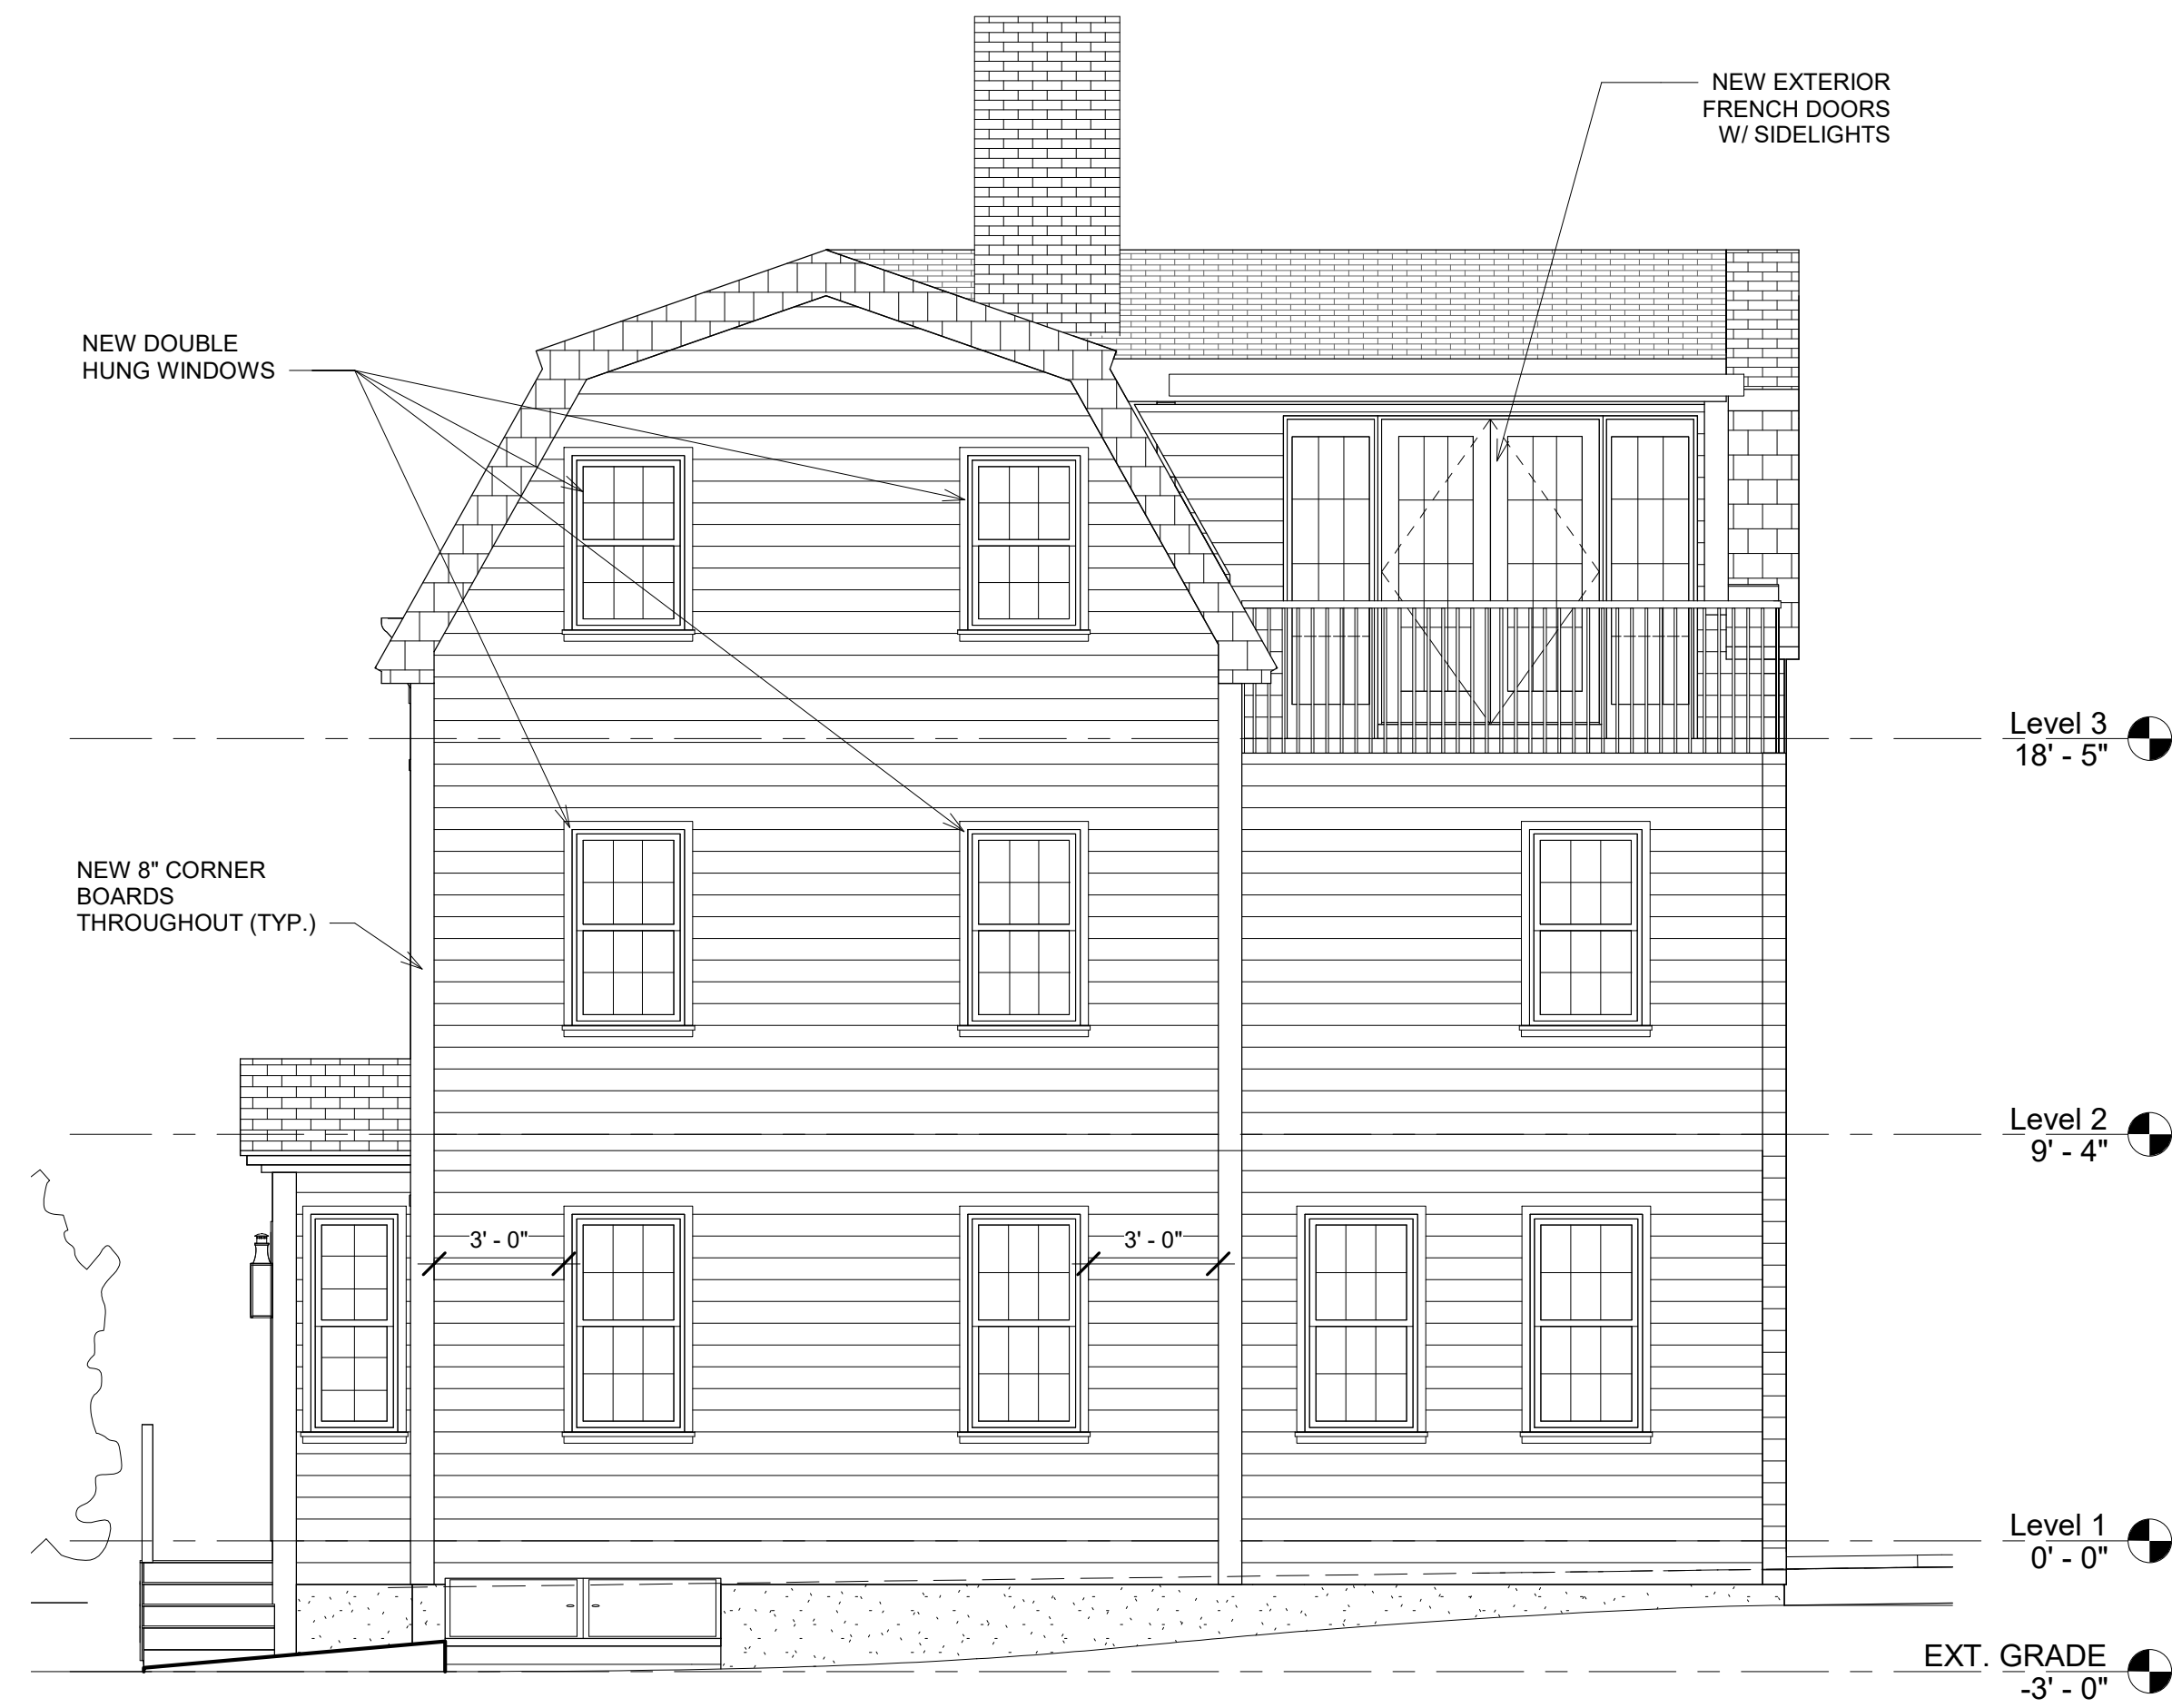 NEW EXTERIOR
FRENCH DOORS
W/ SIDELIGHTS
NEW DOUBLE
HUNG WINDOWS
Level 3
18' - 5"
NEW 8" CORNER
BOARDS
THROUGHOUT (TYP.)
Level 2
9' - 4"
3' - 0"
3' - 0"
Level 1
0' - 0"
EXT. GRADE
-3' - 0"